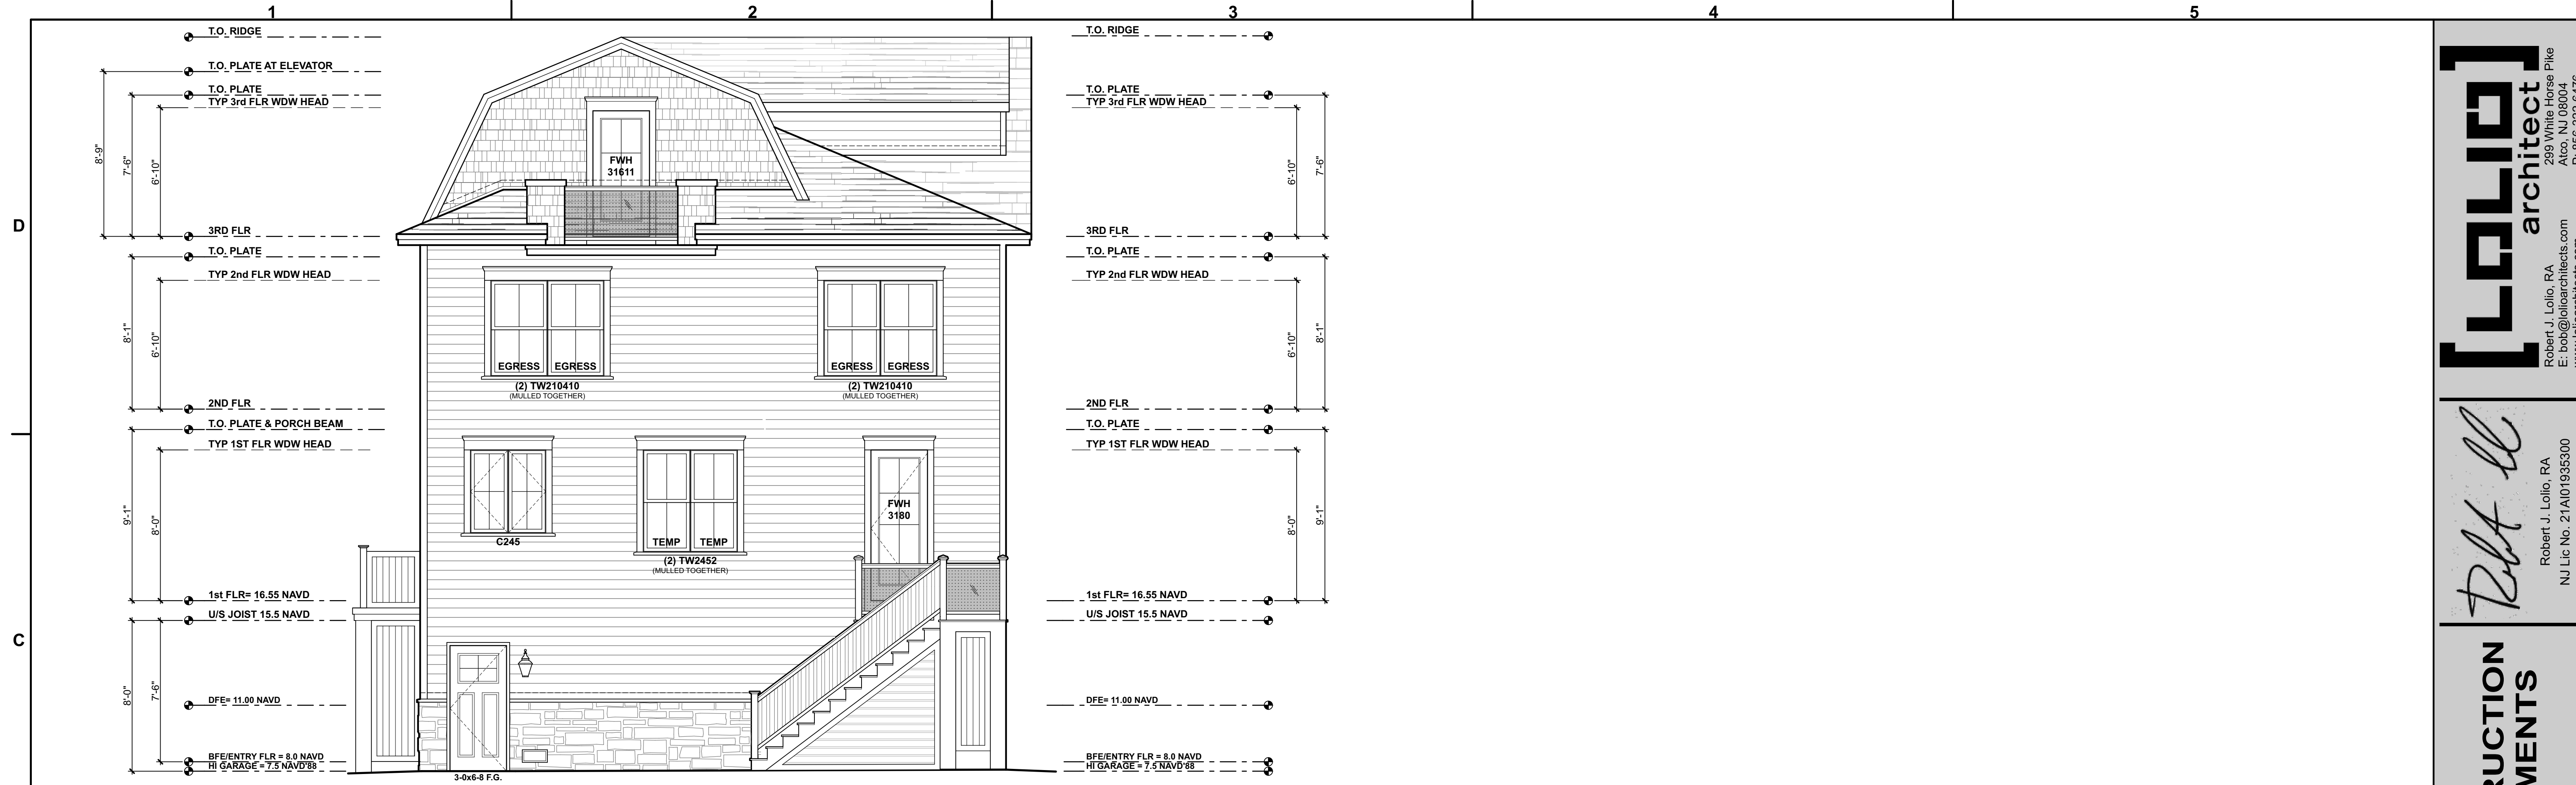 1
2
3
4
5
D
C
T.O. RIDGE
T.O. PLATE AT ELEVATOR
T.O. PLATE
TYP 3rd FLR WDW HEAD
8'-9"
7'-6"
6'-10"
3RD FLR
T.O. PLATE
TYP 2nd FLR WDW HEAD
8'-1"
6'-10"
2ND FLR
T.O. PLATE & PORCH BEAM
TYP 1ST FLR WDW HEAD
9'-1"
8'-0"
1st FLR= 16.55 NAVD
U/S JOIST 15.5 NAVD
8'-0"
7'-6"
DFE= 11.00 NAVD
BFE/ENTRY FLR = 8.0 NAVD
HI GARAGE = 7.5 NAVD'88
FWH
31611
EGRESS EGRESS
(2) TW210410
(MULLED TOGETHER)
EGRESS EGRESS
(2) TW210410
(MULLED TOGETHER)
C245
TEMP TEMP
(2) TW2452
(MULLED TOGETHER)
FWH
3180
3-0x6-8 F.G.
T.O. RIDGE
T.O. PLATE
TYP 3rd FLR WDW HEAD
6'-10"
7'-6"
3RD FLR
T.O. PLATE
TYP 2nd FLR WDW HEAD
6'-10"
8'-1"
2ND FLR
T.O. PLATE
TYP 1ST FLR WDW HEAD
8'-0"
9'-1"
1st FLR= 16.55 NAVD
U/S JOIST 15.5 NAVD
DFE= 11.00 NAVD
BFE/ENTRY FLR = 8.0 NAVD
HI GARAGE = 7.5 NAVD'88
[LOLIO]
architect
299 White Horse Pike
Atco, NJ 08004
Robert J. Lolio, RA
E: bob@lolioarchitects.com
Robert J. Lolio, RA
NJ Lic No. 21AI01935300
RUCTION
MENTS